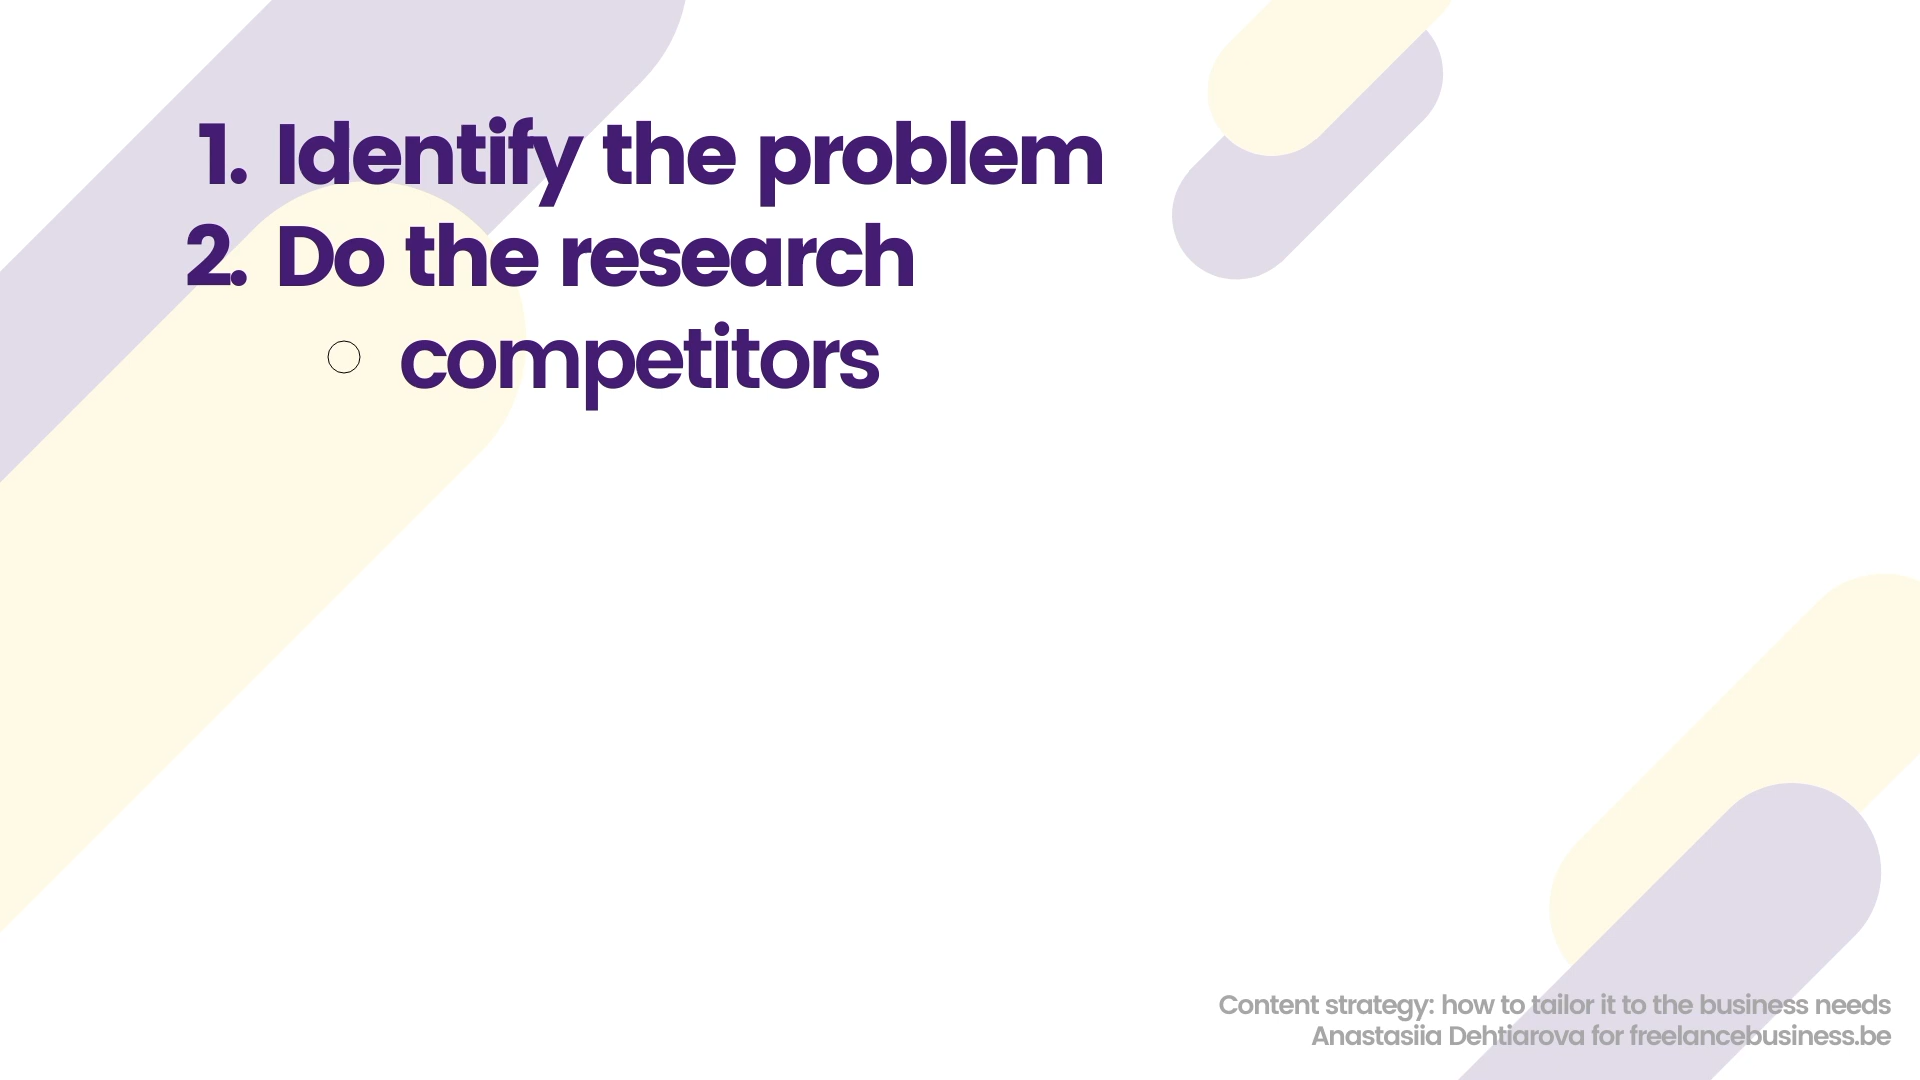 1. Identify the problem
2. Do the research
○ competitors
Content strategy: how to tailor it to the business needs
Anastasiia Dehtiarova for freelancebusiness.be